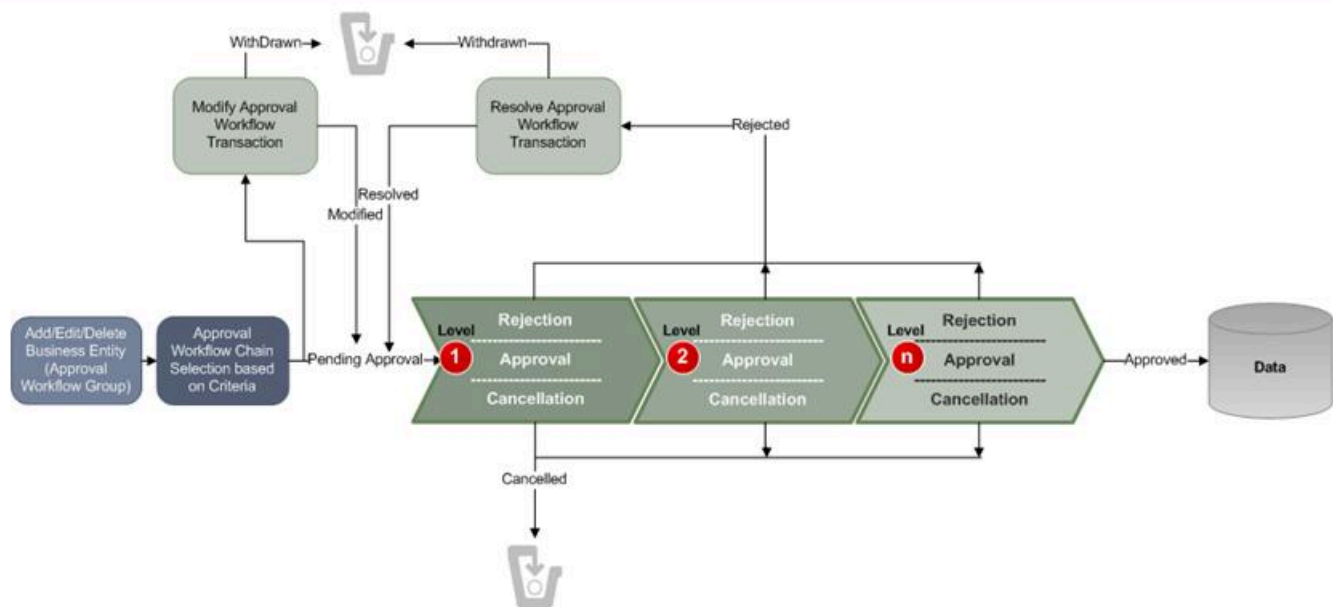 WithDrawn
Withdrawn
Modify Approval
Workflow
Transaction
Resolve Approval
Workflow
Transaction
Rejected
Resolved
Modified
Add/Edit/Delete
Business Entity
(Approval
Workflow Group)
Approval
Workflow Chain
Selection based
on Criteria
Pending Approval
Level
1
Rejection
Approval
Cancellation
Level
2
Rejection
Approval
Cancellation
Level
n
Rejection
Approval
Cancellation
Approved
Data
Cancelled